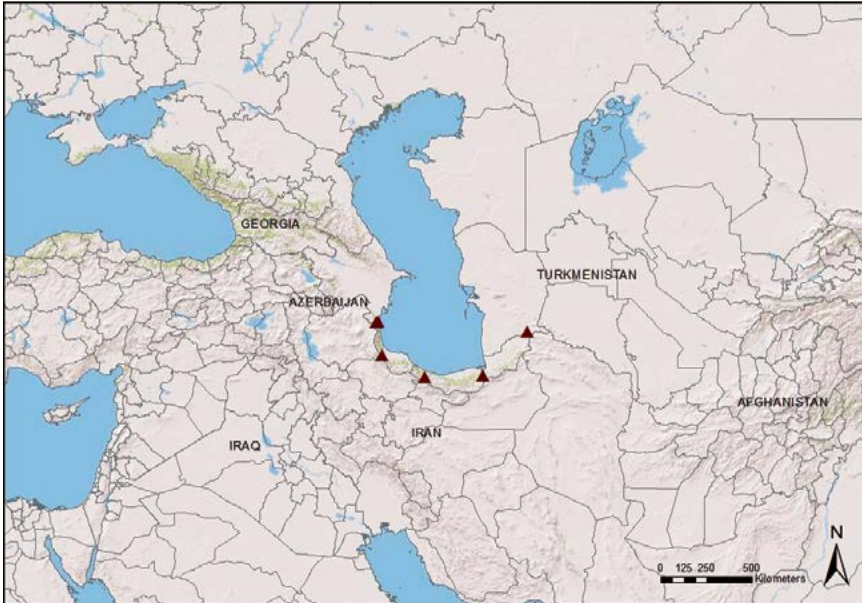 GEORGIA
TURKMENISTAN
AZERBAIJAN
AFGHANISTAN
IRAN
IRAQ
N
0 125 250 500
Kilometers